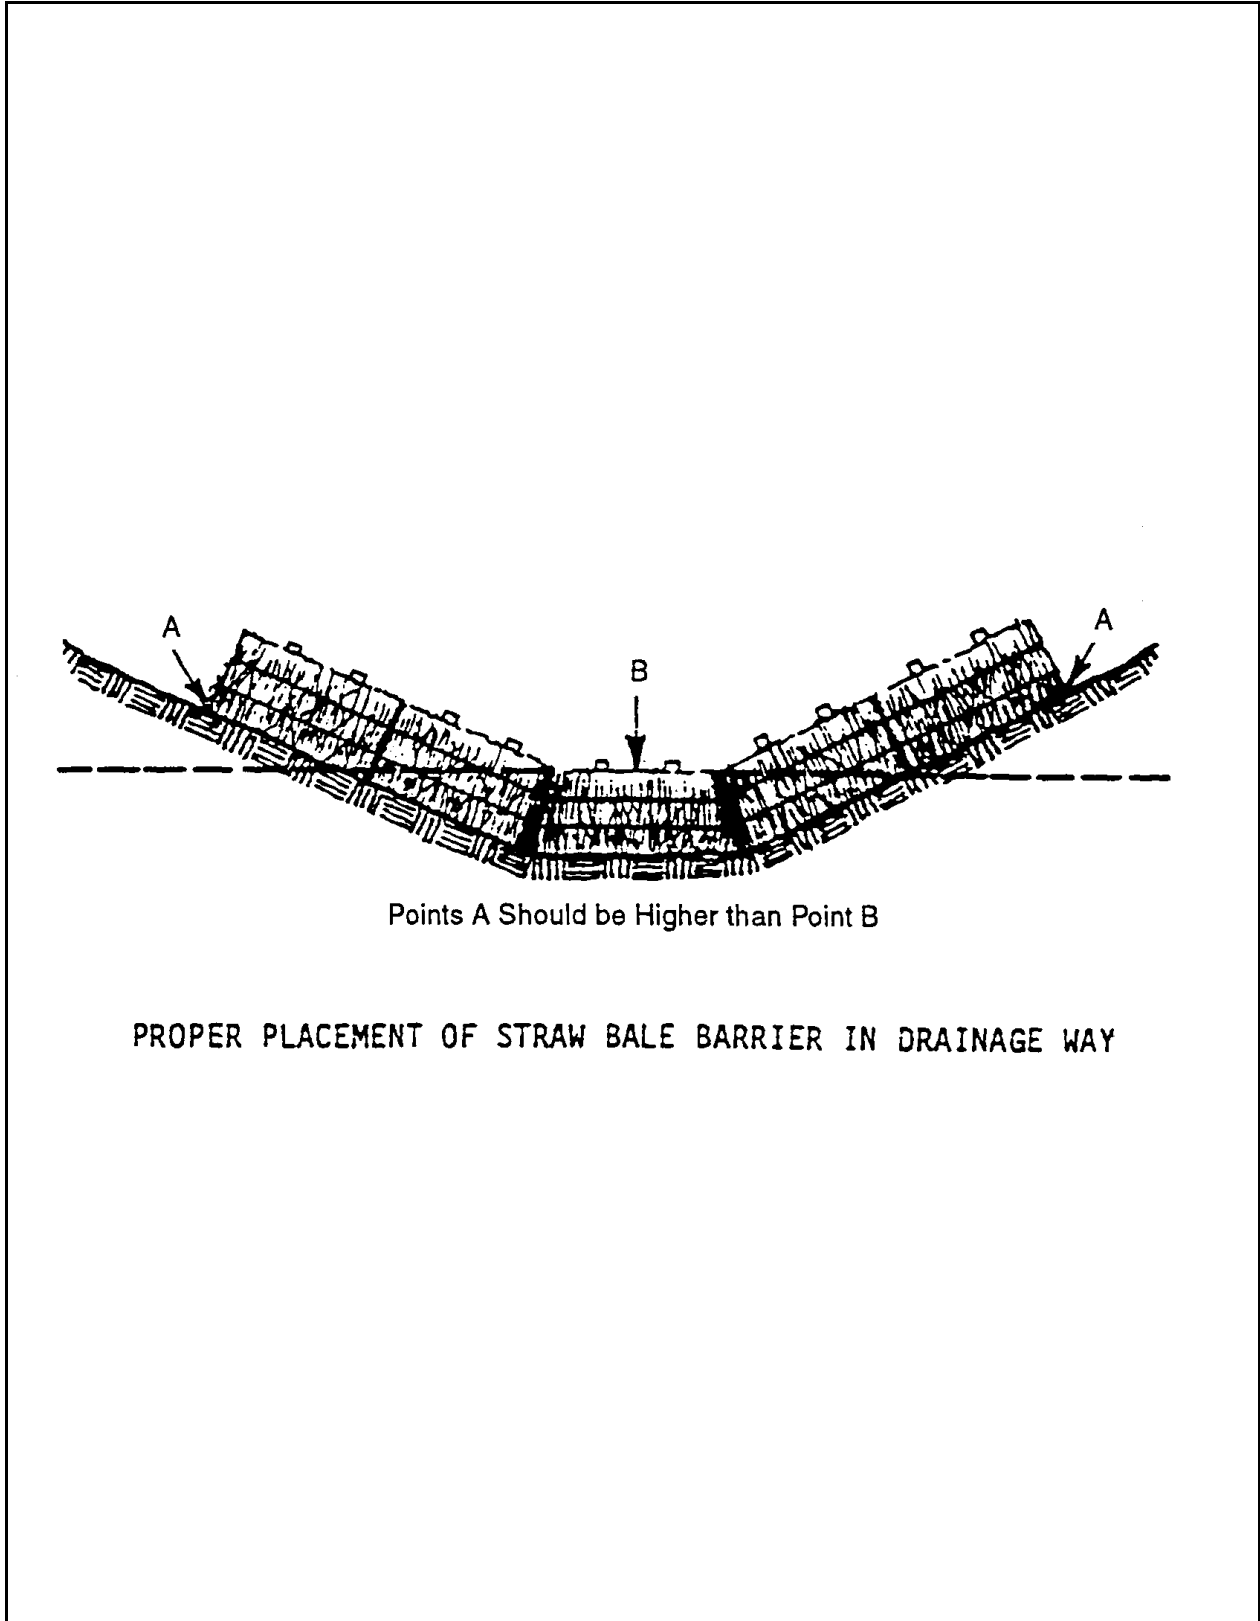 A
A
B
Points A Should be Higher than Point B
PROPER PLACEMENT OF STRAW BALE BARRIER IN DRAINAGE WAY